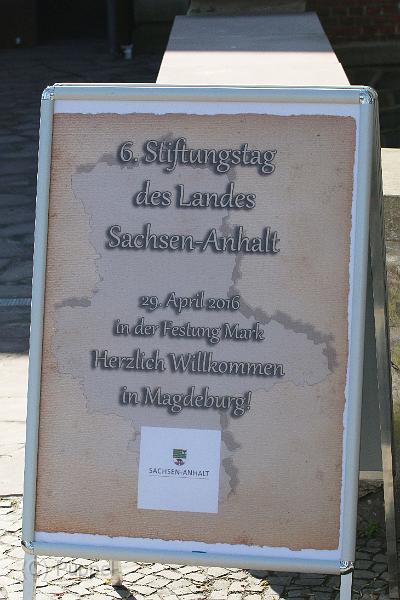 6. Stiftungstag
des Landes
Sachsen-Anhalt
29. April 2016
in der Festung Mark
Herzlich Willkommen
in Magdeburg!
SACHSEN-ANHALT